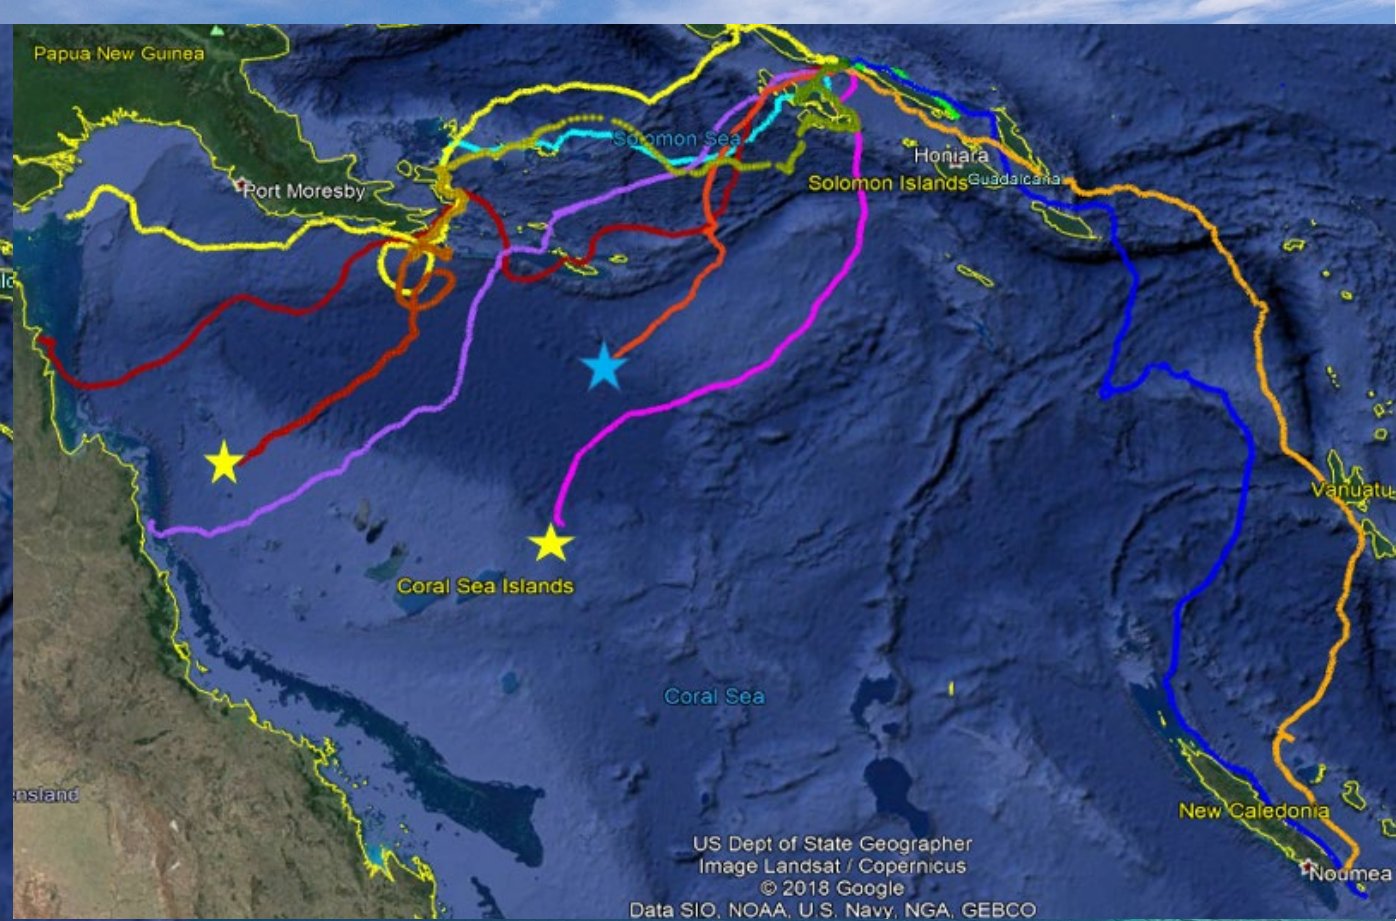 Papua New Guinea
Solomon Sea
Honiara
Port Moresby
Solomon Islands
Guadalcanal
Vanuatu
Coral Sea Islands
Coral Sea
ensland
New Caledonia
US Dept of State Geographer
Image Landsat / Copernicus
© 2018 Google
Noumea
Data SIO, NOAA, U.S. Navy, NGA, GEBCO